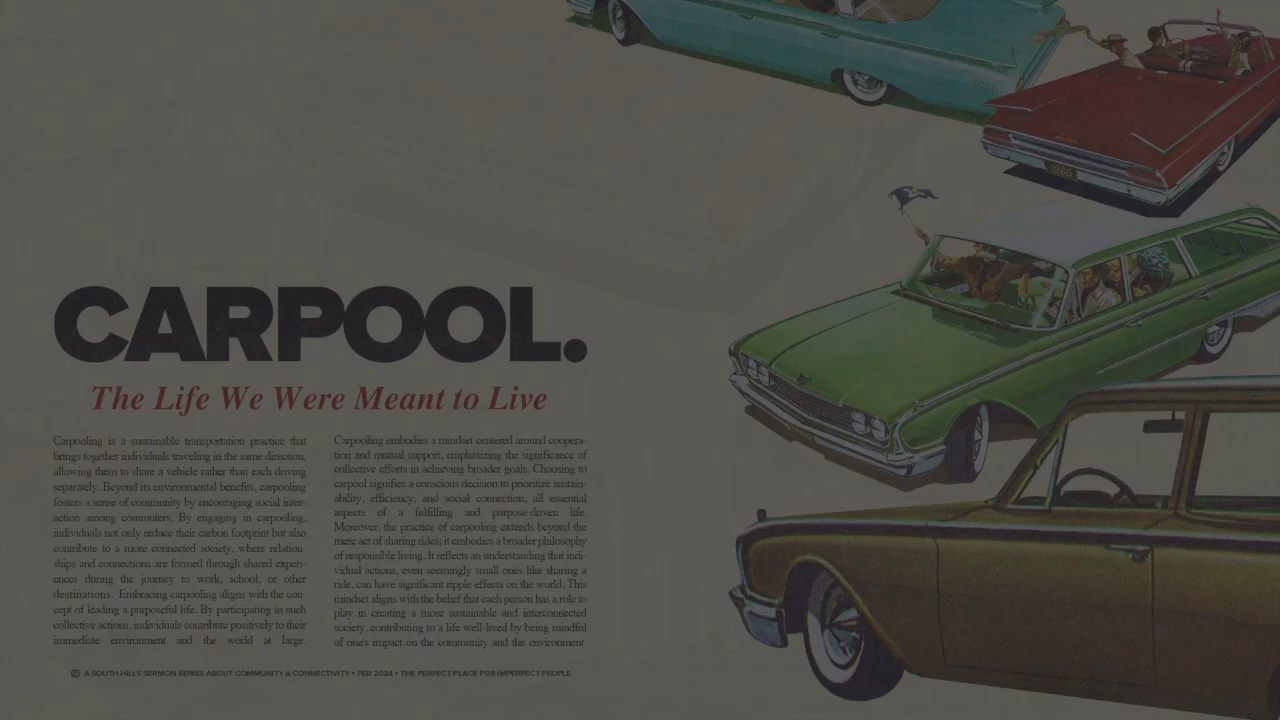 CARPOOL.
The Life We Were Meant to Live
Carpooling is a sustainable transportation practice that
brings together individuals traveling in the same direction,
allowing them to share a vehicle rather than each driving
separately. Beyond its environmental benefits, carpooling
fosters a sense of community by encouraging social inter-
action among commuters. By engaging in carpooling,
individuals not only reduce their carbon footprint but also
contribute to a more connected society, where relation-
ships and connections are formed through shared experi-
ences during the journey to work, school, or other
destinations. Embracing carpooling aligns with the con-
cept of leading a purposeful life. By participating in such
collective actions, individuals contribute positively to their
immediate environment and the world at large.
Carpooling embodies a mindset centered around coopera-
tion and mutual support, emphasizing the significance of
collective efforts in achieving broader goals. Choosing to
carpool signifies a conscious decision to prioritize sustain-
ability, efficiency, and social connection, all essential
aspects of a fulfilling and purpose-driven life.
Moreover, the practice of carpooling extends beyond the
mere act of sharing rides; it embodies a broader philosophy
of responsible living. It reflects an understanding that indi-
vidual actions, even seemingly small ones like sharing a
ride, can have significant ripple effects on the world. This
mindset aligns with the belief that each person has a role to
play in creating a more sustainable and interconnected
society, contributing to a life well-lived by being mindful
of one's impact on the community and the environment.
© A SOUTH HILLS SERMON SERIES ABOUT COMMUNITY & CONNECTIVITY • FEB 2024 • THE PERFECT PLACE FOR IMPERFECT PEOPLE
1960